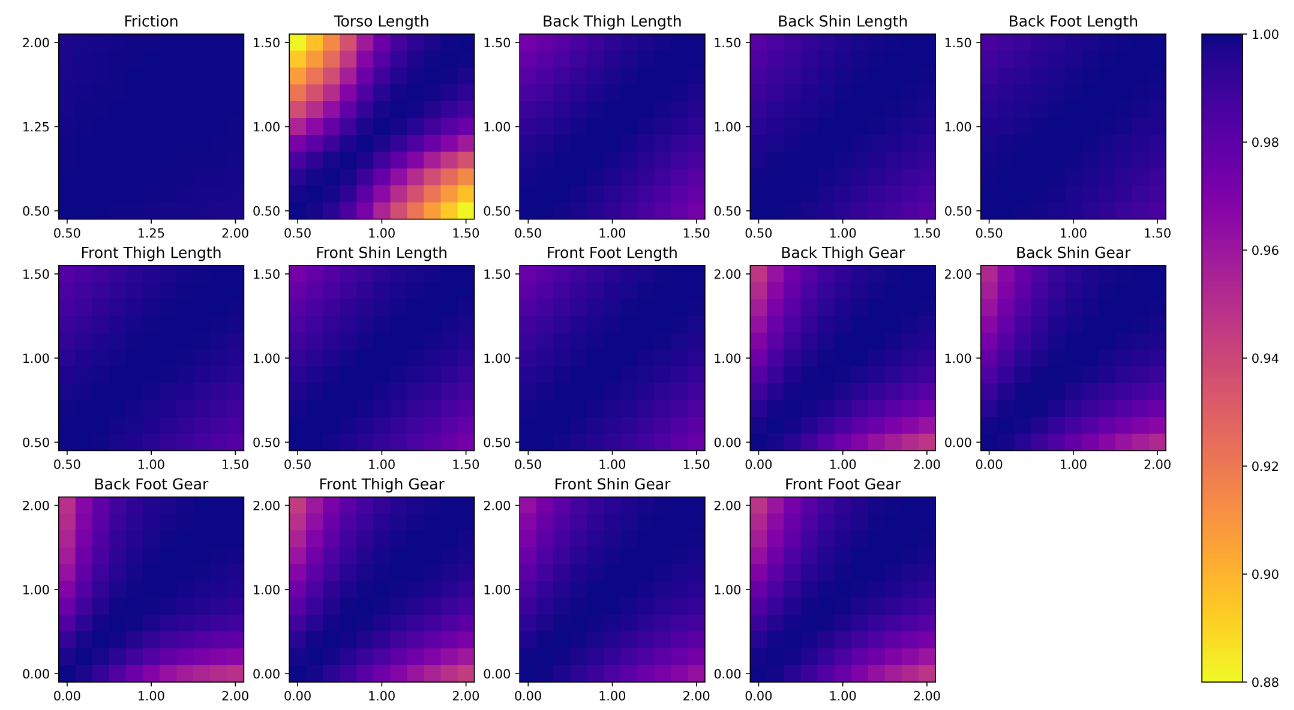 Friction Torso Length Back Thigh Length Back Shin Length Back Foot Length
2.00 1.50 1.50 1.50 1.50 1.00
0.98
1.25 1.00 1.00 1.00 1.00
0.50 0.50 0.50 0.50 0.50
0.50 1.25 2.00 0.50 1.00 1.50 0.50 1.00 1.50 0.50 1.00 1.50 0.50 1.00 1.50
Front Thigh Length Front Shin Length Front Foot Length Back Thigh Gear Back Shin Gear
0.96
1.50 1.50 1.50 2.00 2.00
1.00 1.00 1.00 1.00 1.00 0.94
0.50 0.50 0.50 0.00 0.00
0.50 1.00 1.50 0.50 1.00 1.50 0.50 1.00 1.50 0.00 1.00 2.00 0.00 1.00 2.00
0.92
Back Foot Gear Front Thigh Gear Front Shin Gear Front Foot Gear
2.00 2.00 2.00 2.00
0.90
1.00 1.00 1.00 1.00
0.00 0.00 0.00 0.00
0.88
0.00 1.00 2.00 0.00 1.00 2.00 0.00 1.00 2.00 0.00 1.00 2.00